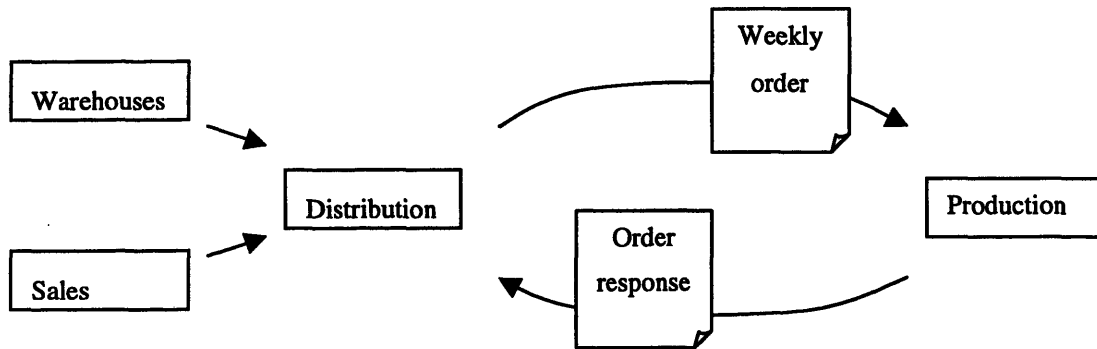 Weekly
order
Warehouses
Distribution
Production
Order
response
Sales